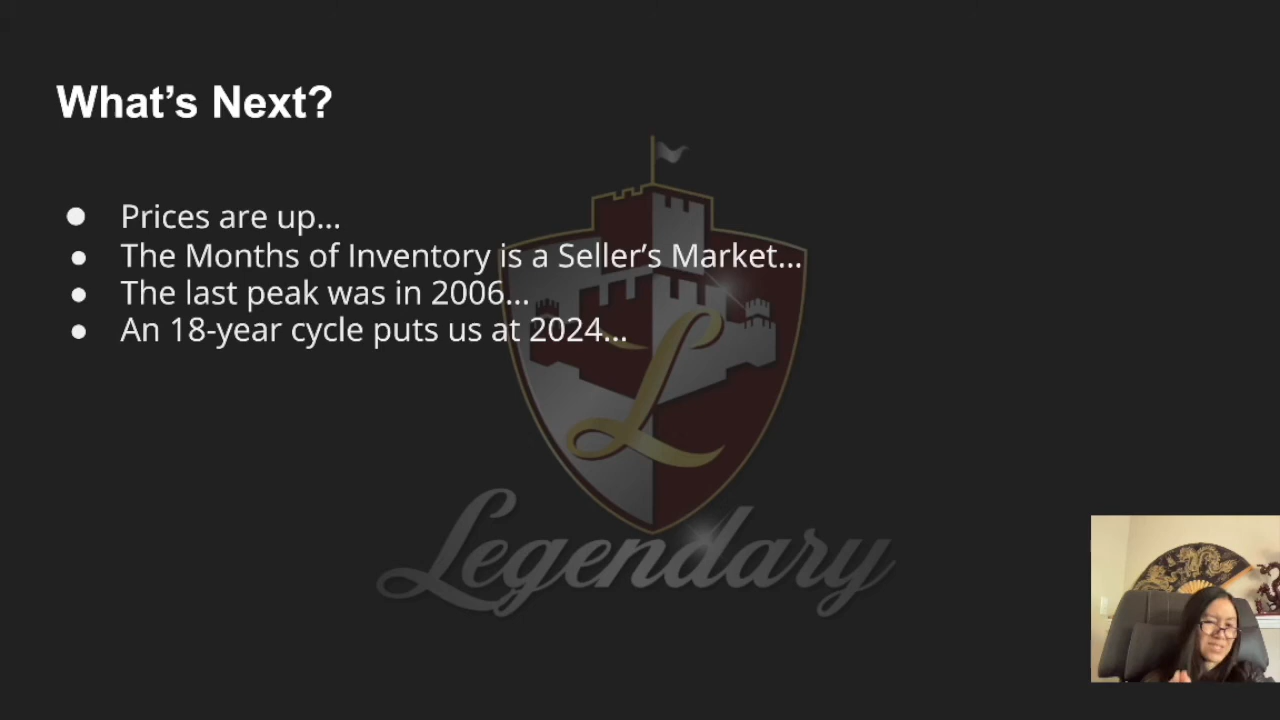 What’s Next?
● Prices are up...
● The Months of Inventory is a Seller’s Market...
● The last peak was in 2006...
● An 18-year cycle puts us at 2024...
L
Legendary